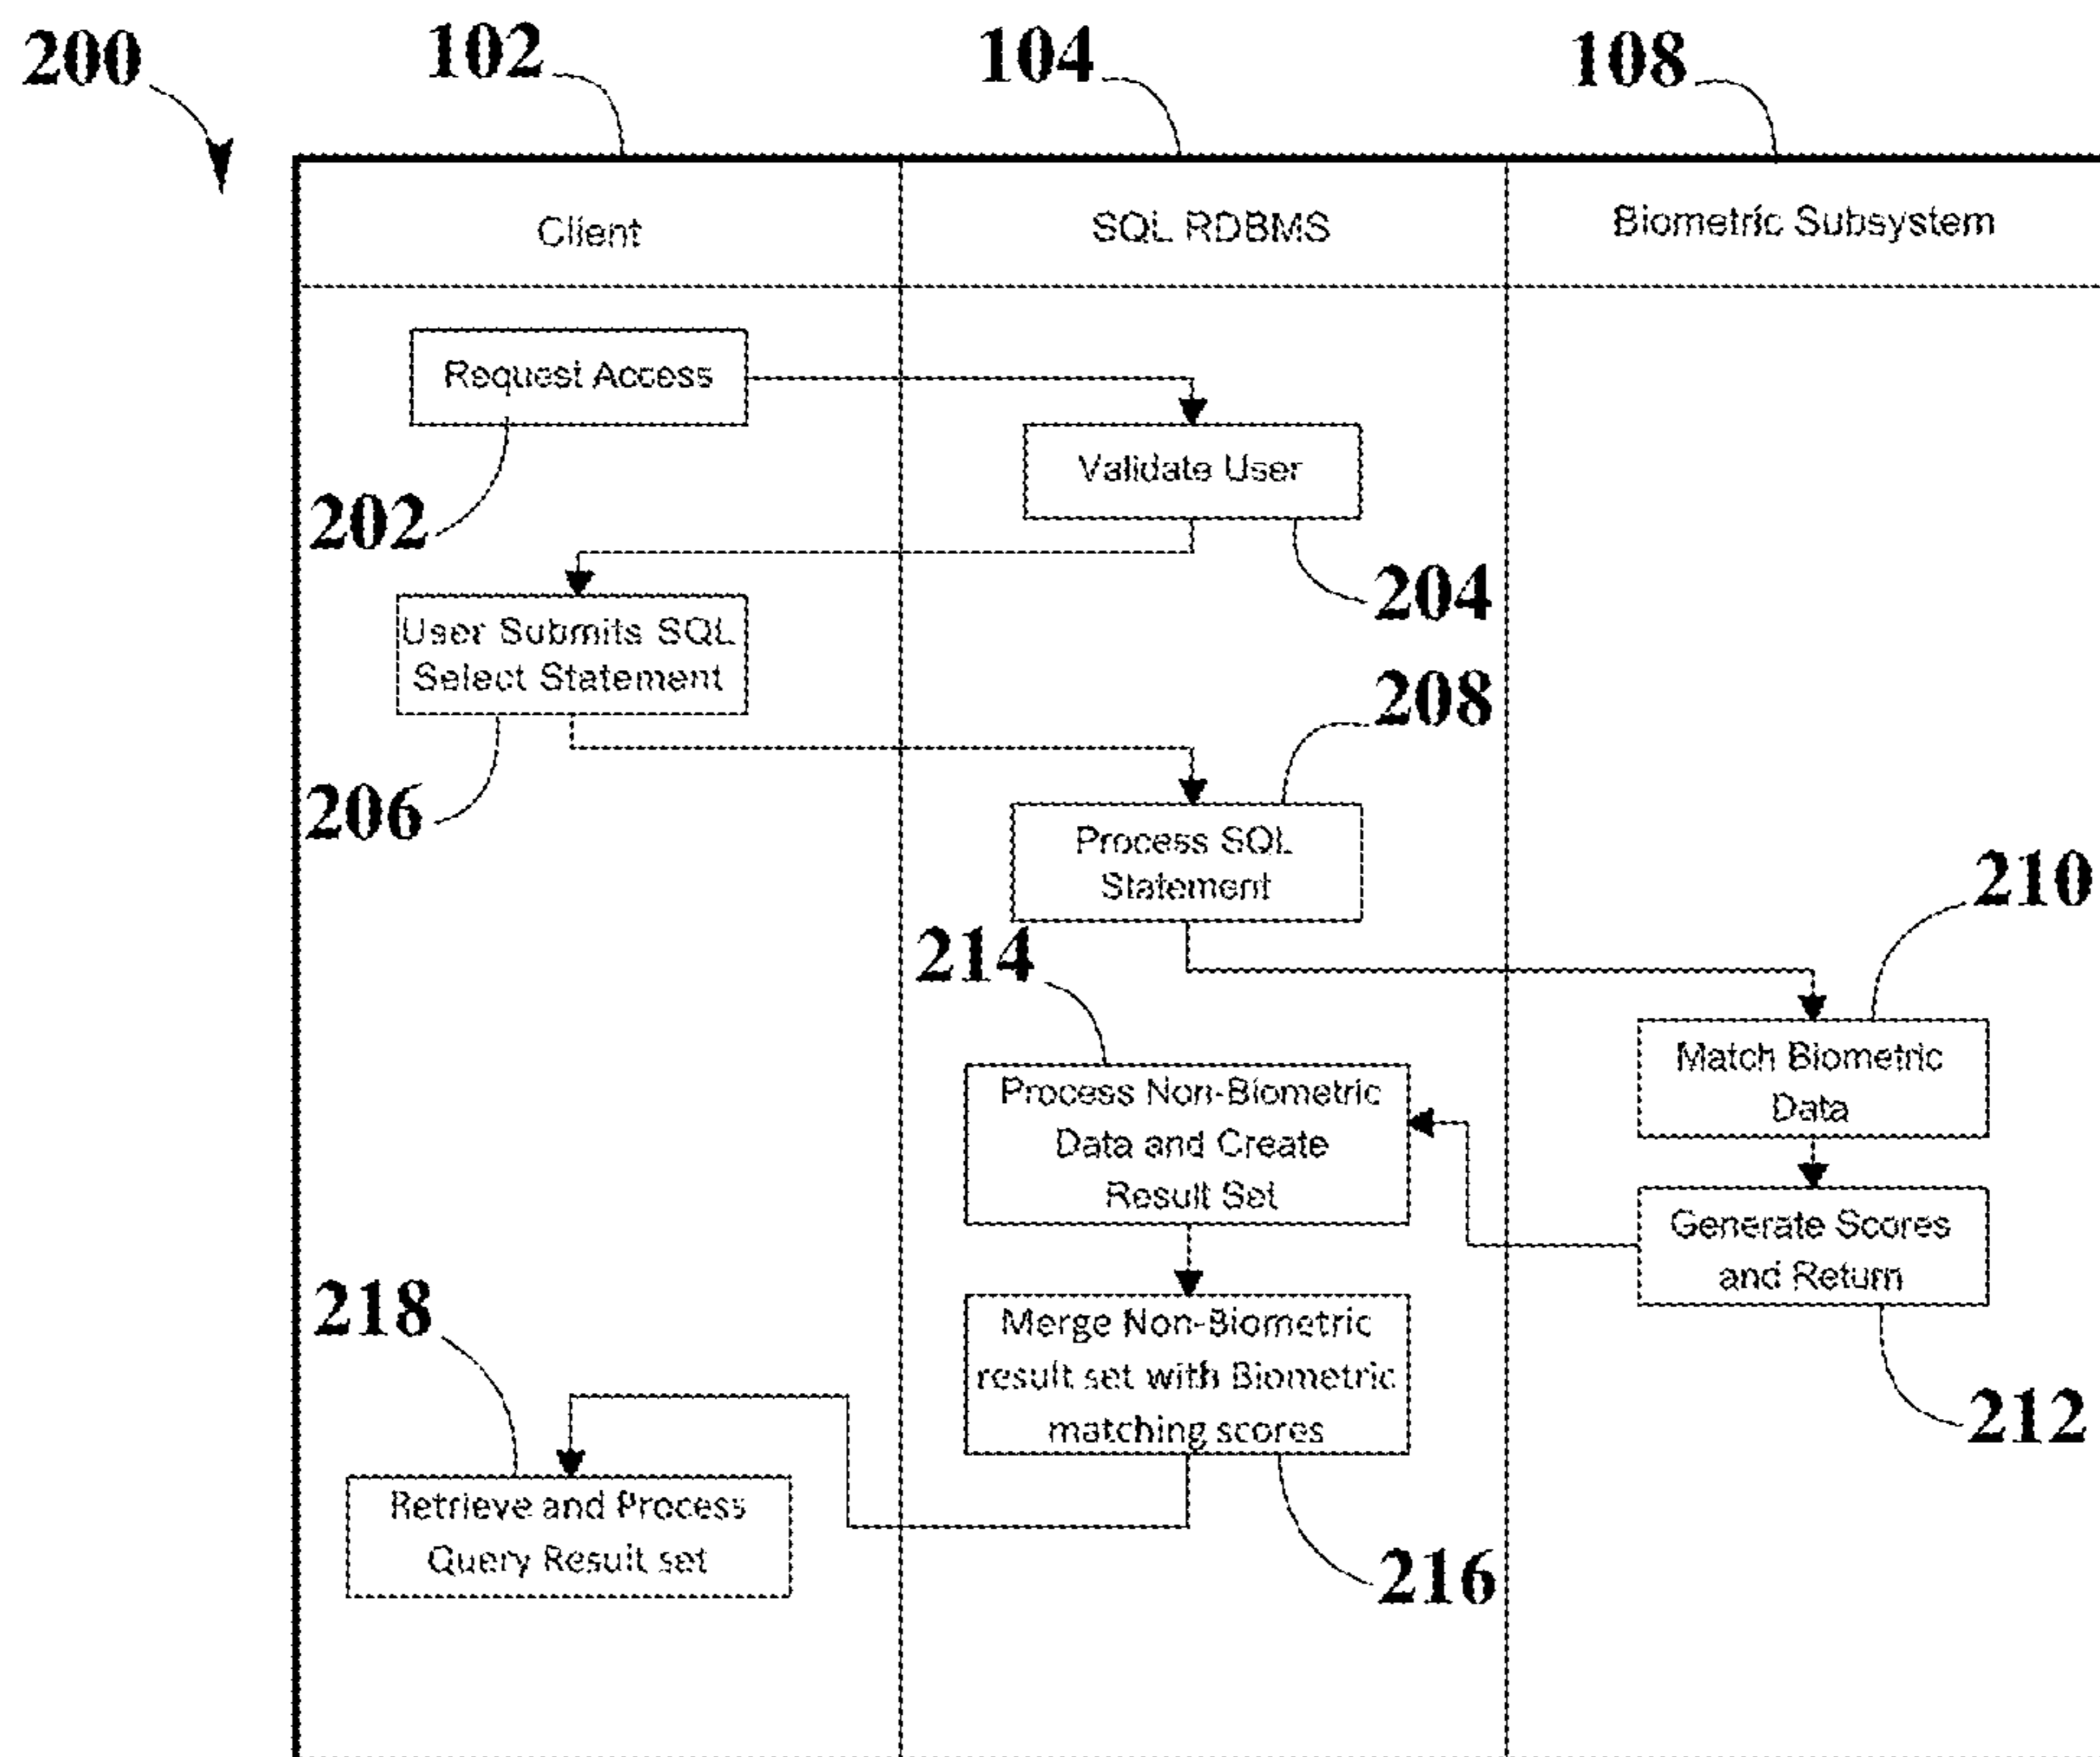 200
102
104
108
Client
SQL RDBMS
Biometric Subsystem
Request Access
202
Validate User
204
User Submits SQL
Select Statement
206
208
Process SQL
Statement
210
Match Biometric
Data
Generate Scores
and Return
212
214
Process Non-Biometric
Data and Create
Result Set
Merge Non-Biometric
result set with Biometric
matching scores
216
218
Retrieve and Process
Query Result set